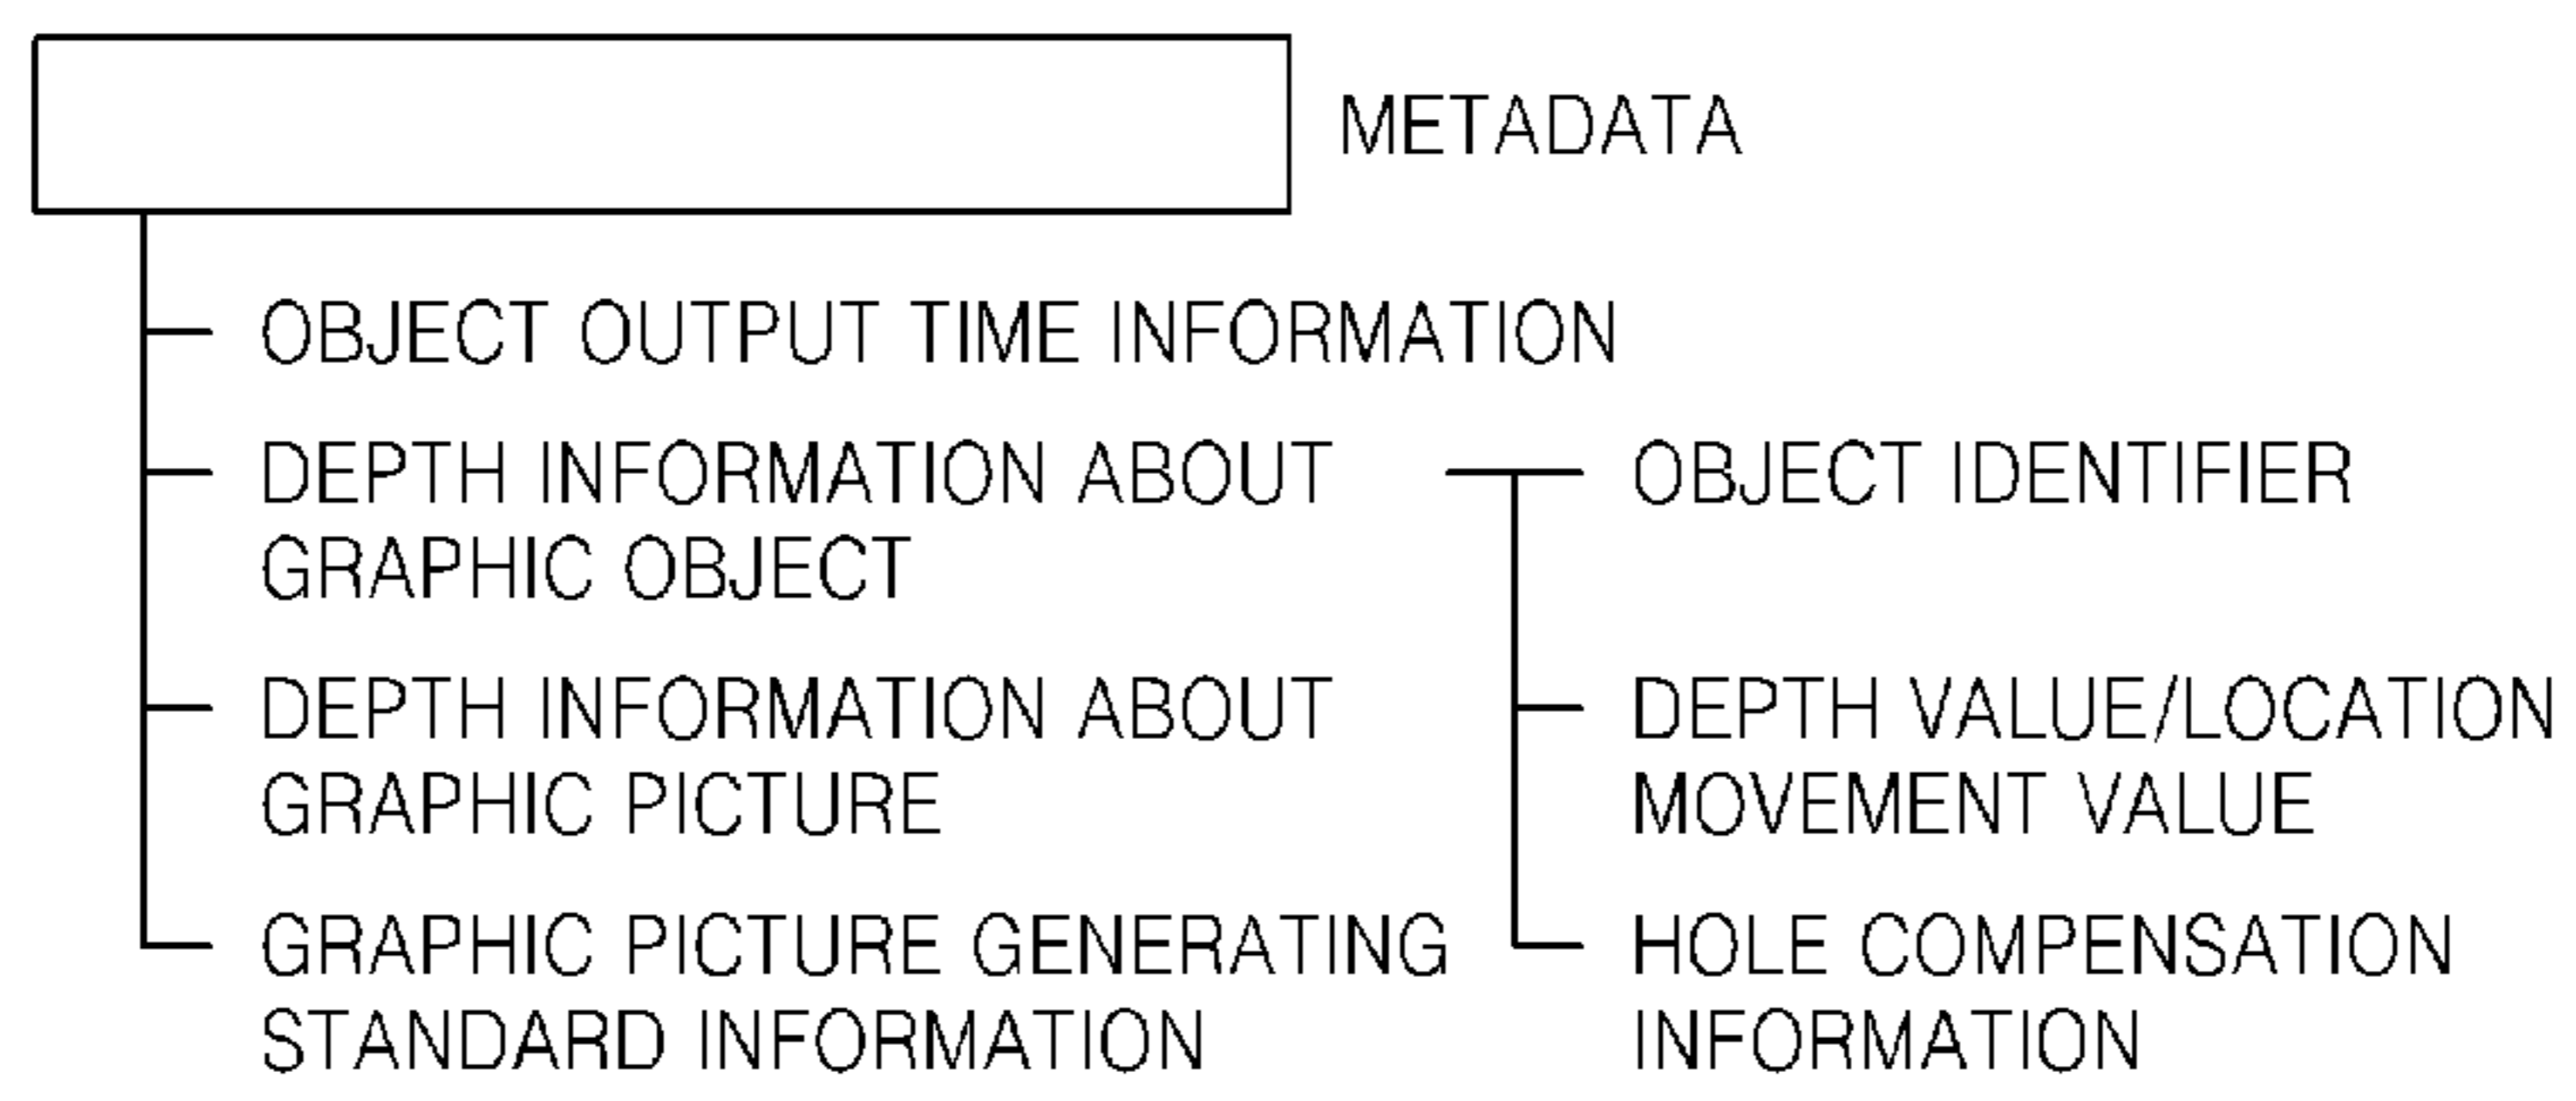 METADATA
OBJECT OUTPUT TIME INFORMATION
DEPTH INFORMATION ABOUT
GRAPHIC OBJECT
OBJECT IDENTIFIER
DEPTH INFORMATION ABOUT
GRAPHIC PICTURE
DEPTH VALUE/LOCATION
MOVEMENT VALUE
GRAPHIC PICTURE GENERATING
STANDARD INFORMATION
HOLE COMPENSATION
INFORMATION